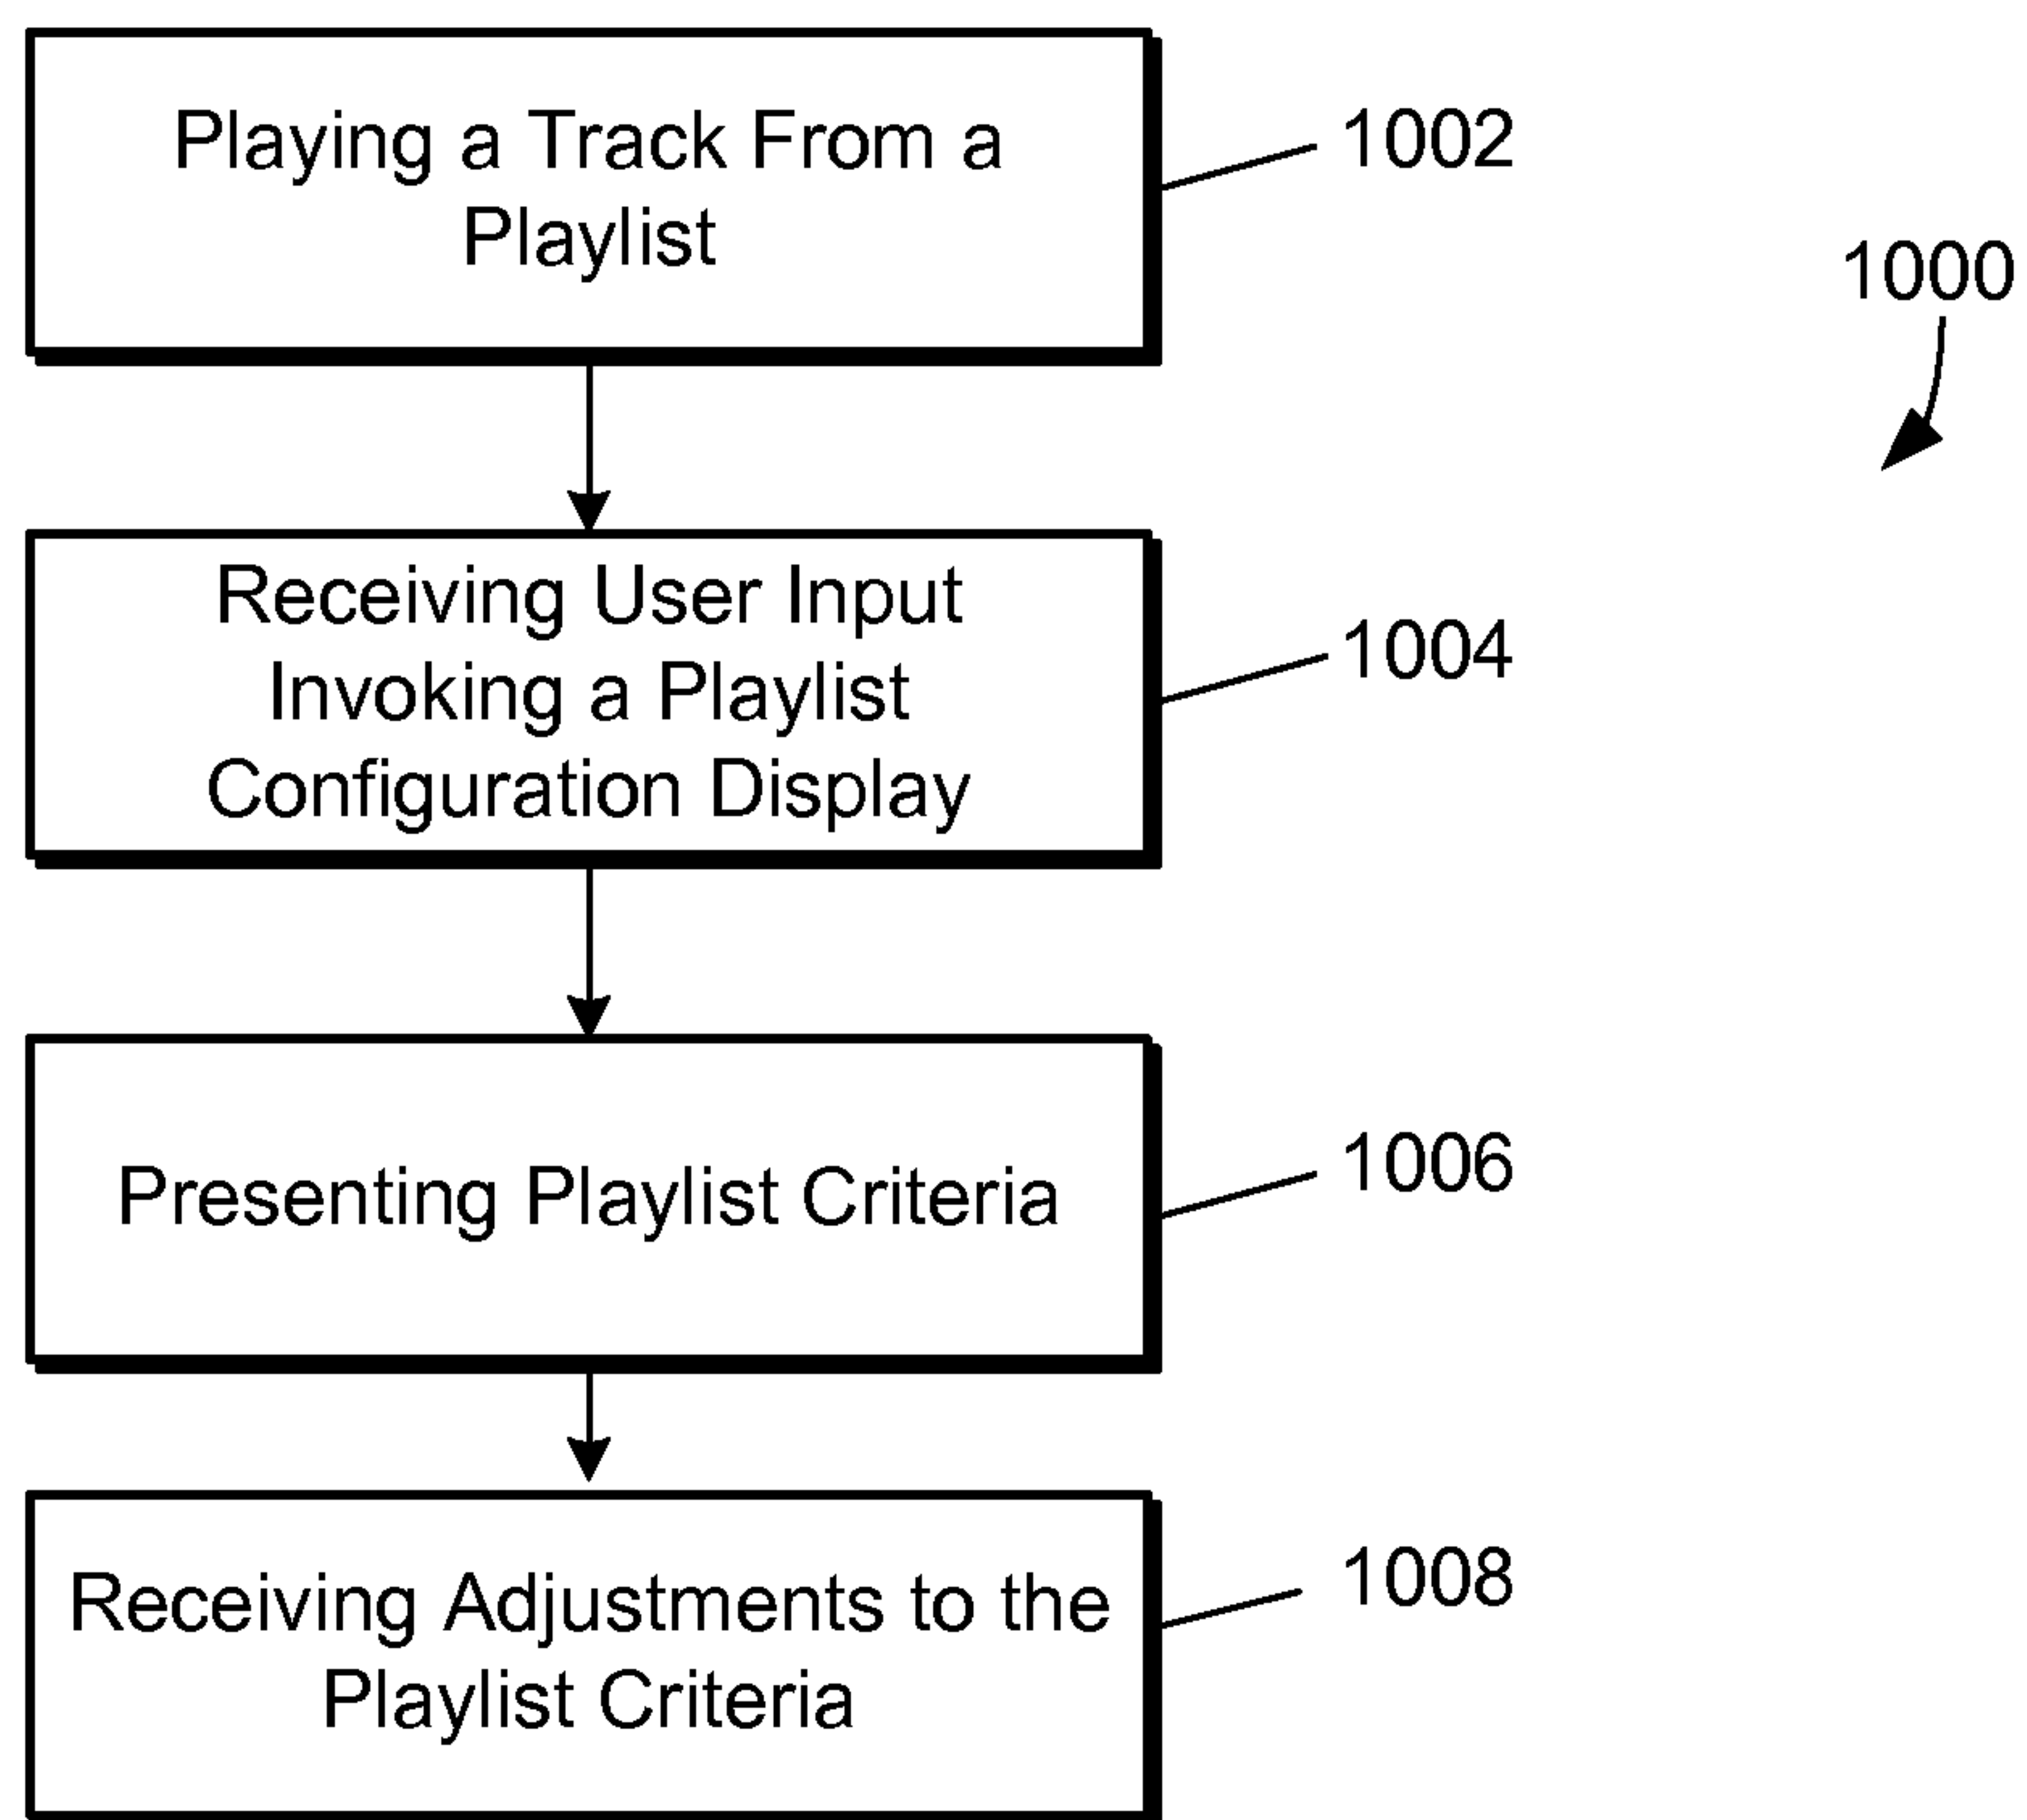 Playing a Track From a
Playlist
1002
1000
Receiving User Input
Invoking a Playlist
Configuration Display
1004
Presenting Playlist Criteria
1006
Receiving Adjustments to the
Playlist Criteria
1008